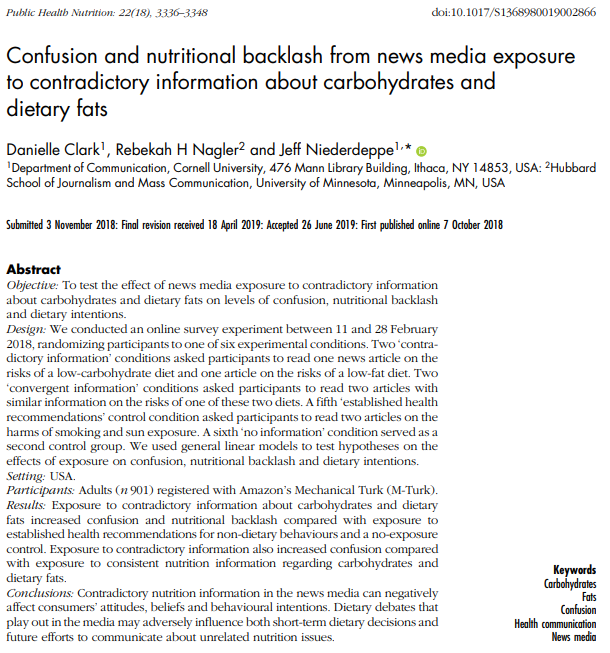 Public Health Nutrition: 22(18), 3336–3348
doi:10.1017/S1368980019002866
Confusion and nutritional backlash from news media exposure
to contradictory information about carbohydrates and
dietary fats
Danielle Clark1, Rebekah H Nagler2 and Jeff Niederdeppe1,*
1Department of Communication, Cornell University, 476 Mann Library Building, Ithaca, NY 14853, USA: 2Hubbard
School of Journalism and Mass Communication, University of Minnesota, Minneapolis, MN, USA
Submitted 3 November 2018: Final revision received 18 April 2019: Accepted 26 June 2019: First published online 7 October 2018
Abstract
Objective: To test the effect of news media exposure to contradictory information
about carbohydrates and dietary fats on levels of confusion, nutritional backlash
and dietary intentions.
Design: We conducted an online survey experiment between 11 and 28 February
2018, randomizing participants to one of six experimental conditions. Two ‘contra-
dictory information’ conditions asked participants to read one news article on the
risks of a low-carbohydrate diet and one article on the risks of a low-fat diet. Two
‘convergent information’ conditions asked participants to read two articles with
similar information on the risks of one of these two diets. A fifth ‘established health
recommendations’ control condition asked participants to read two articles on the
harms of smoking and sun exposure. A sixth ‘no information’ condition served as a
second control group. We used general linear models to test hypotheses on the
effects of exposure on confusion, nutritional backlash and dietary intentions.
Setting: USA.
Participants: Adults (n 901) registered with Amazon’s Mechanical Turk (M-Turk).
Results: Exposure to contradictory information about carbohydrates and dietary
fats increased confusion and nutritional backlash compared with exposure to
established health recommendations for non-dietary behaviours and a no-exposure
control. Exposure to contradictory information also increased confusion compared
with exposure to consistent nutrition information regarding carbohydrates and
dietary fats.
Conclusions: Contradictory nutrition information in the news media can negatively
affect consumers’ attitudes, beliefs and behavioural intentions. Dietary debates that
play out in the media may adversely influence both short-term dietary decisions and
future efforts to communicate about unrelated nutrition issues.
Keywords
Carbohydrates
Fats
Confusion
Health communication
News media